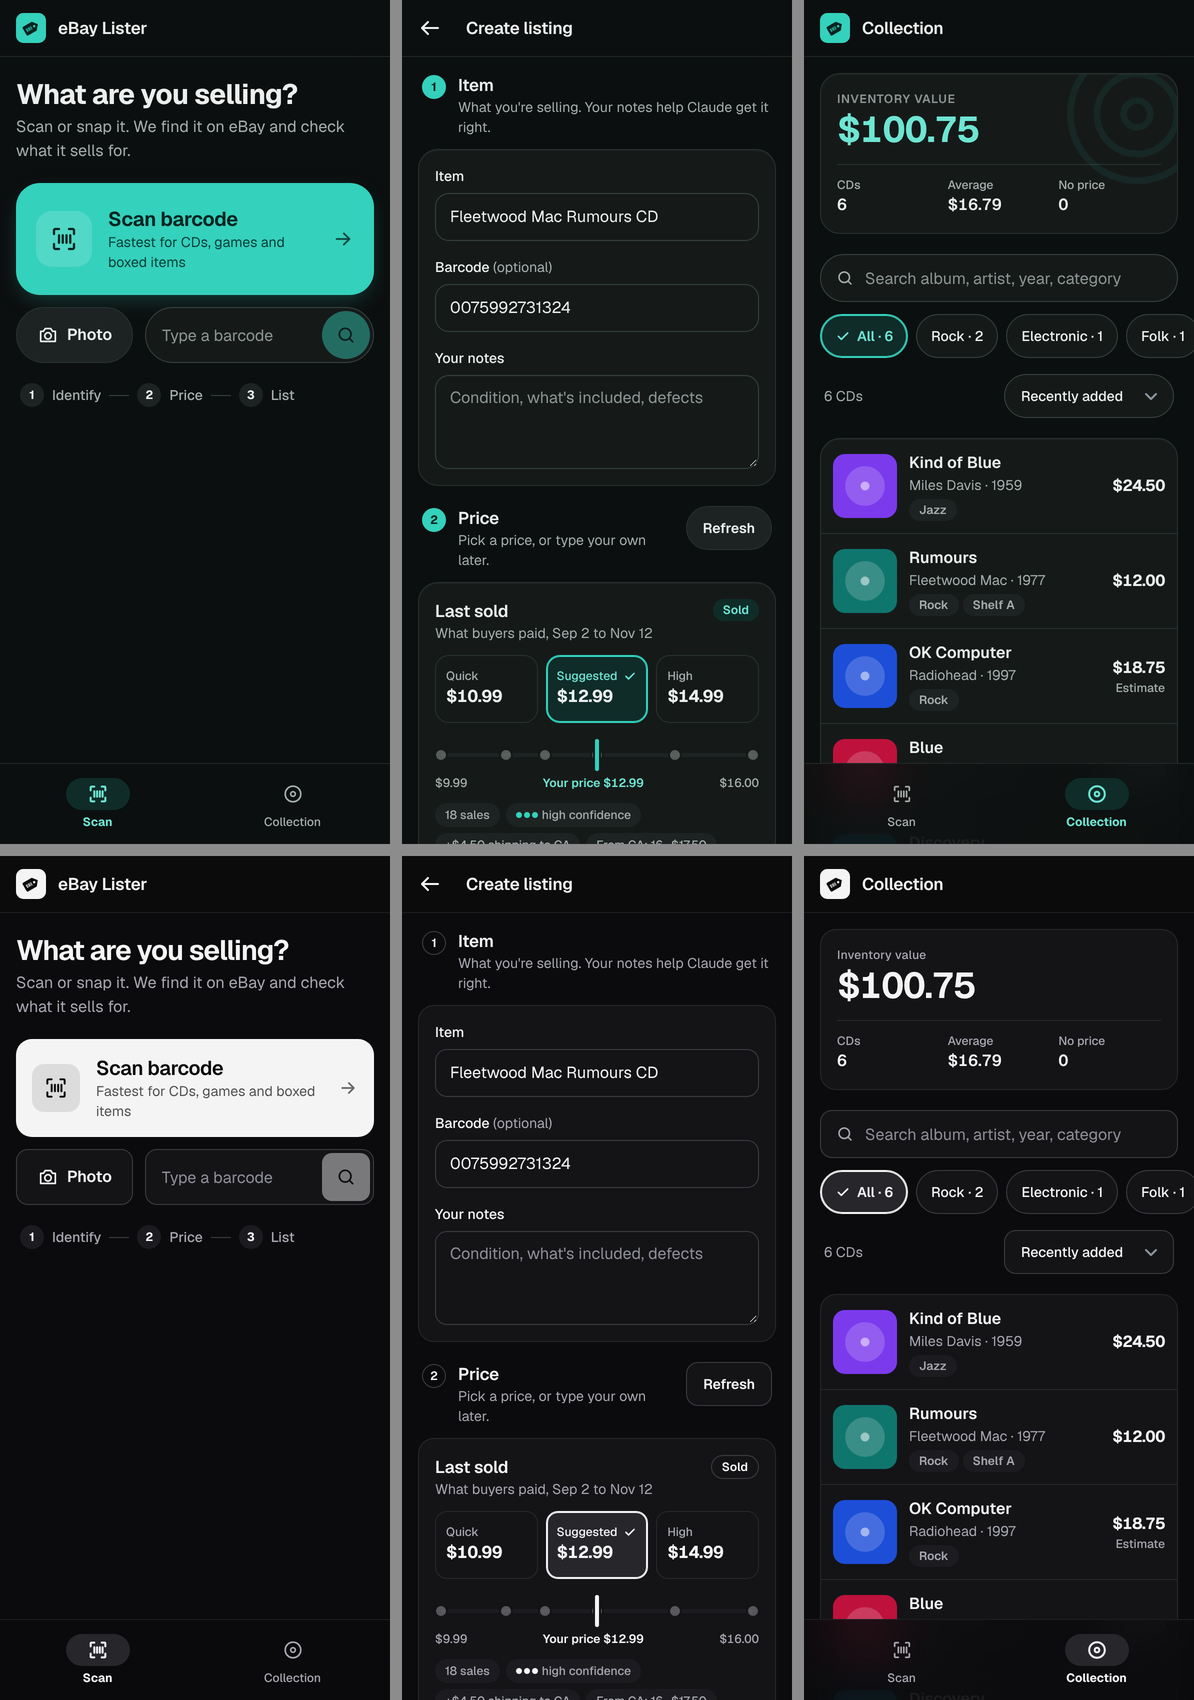 eBay Lister
What are you selling?
Scan or snap it. We find it on eBay and check
what it sells for.
Scan barcode
Fastest for CDs, games and
boxed items
Photo
Type a barcode
1 Identify
2 Price
3 List
Scan
Collection
Create listing
1 Item
What you're selling. Your notes help Claude get it
right.
Item
Fleetwood Mac Rumours CD
Barcode (optional)
0075992731324
Your notes
Condition, what's included, defects
2 Price
Pick a price, or type your own
later.
Refresh
Last sold
Sold
What buyers paid, Sep 2 to Nov 12
Quick
$10.99
Suggested
$12.99
High
$14.99
$9.99
Your price $12.99
$16.00
18 sales
high confidence
+$4.50 shipping to CA
From CA: 16
$17.50
Collection
INVENTORY VALUE
$100.75
CDs
6
Average
$16.79
No price
0
Search album, artist, year, category
All · 6
Rock · 2
Electronic · 1
Folk · 1
6 CDs
Recently added
Kind of Blue
Miles Davis · 1959
Jazz
$24.50
Rumours
Fleetwood Mac · 1977
Rock
Shelf A
$12.00
OK Computer
Radiohead · 1997
Rock
$18.75
Estimate
Blue
Scan
Collection
Discovery
eBay Lister
What are you selling?
Scan or snap it. We find it on eBay and check
what it sells for.
Scan barcode
Fastest for CDs, games and boxed
items
Photo
Type a barcode
1 Identify
2 Price
3 List
Scan
Collection
Create listing
1 Item
What you're selling. Your notes help Claude get it
right.
Item
Fleetwood Mac Rumours CD
Barcode (optional)
0075992731324
Your notes
Condition, what's included, defects
2 Price
Pick a price, or type your own
later.
Refresh
Last sold
Sold
What buyers paid, Sep 2 to Nov 12
Quick
$10.99
Suggested
$12.99
High
$14.99
$9.99
Your price $12.99
$16.00
18 sales
high confidence
Collection
Inventory value
$100.75
CDs
6
Average
$16.79
No price
0
Search album, artist, year, category
All · 6
Rock · 2
Electronic · 1
Folk · 1
6 CDs
Recently added
Kind of Blue
Miles Davis · 1959
Jazz
$24.50
Rumours
Fleetwood Mac · 1977
Rock
Shelf A
$12.00
OK Computer
Radiohead · 1997
Rock
$18.75
Estimate
Blue
Scan
Collection